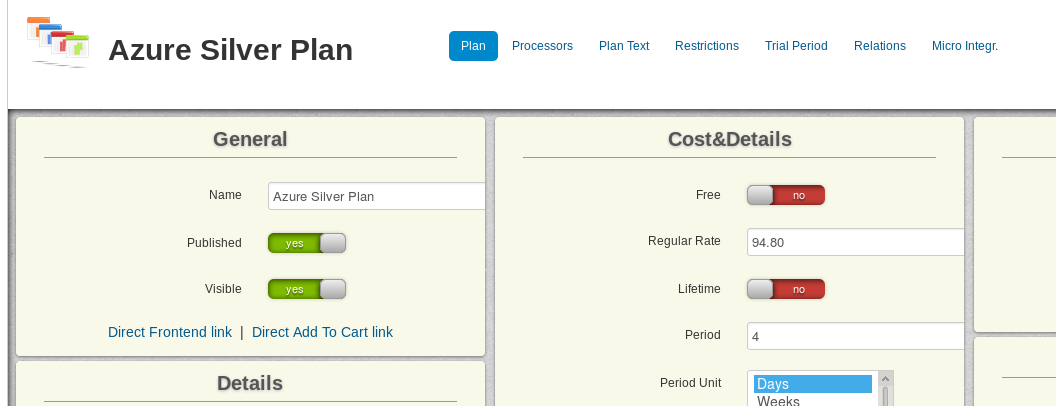 Azure Silver Plan
Plan Processors Plan Text Restrictions Trial Period Relations Micro Integr.
General
Name Azure Silver Plan
Published yes
Visible yes
Direct Frontend link | Direct Add To Cart link
Details
Cost&Details
Free no
Regular Rate 94.80
Lifetime no
Period 4
Period Unit Days
Weeks